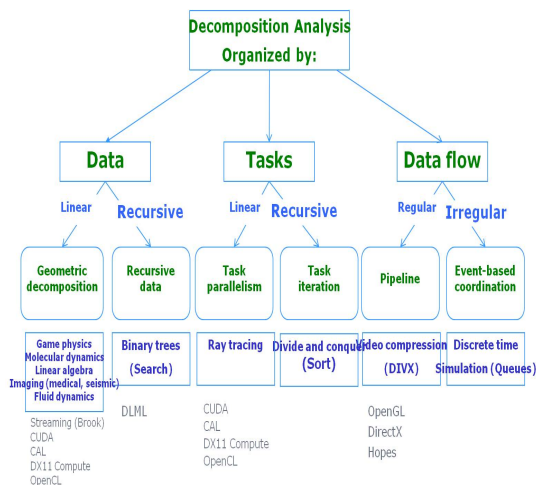 Decomposition Analysis
Organized by:
Data
Tasks
Data flow
Linear
Recursive
Linear
Recursive
Regular
Irregular
Geometric
decomposition
Recursive
data
Task
parallelism
Task
iteration
Pipeline
Event-based
coordination
Game physics
Molecular dynamics
Linear algebra
Imaging (medical, seismic)
Fluid dynamics
Binary trees
(Search)
Ray tracing
Divide and conquer
(Sort)
Video compression
(DIVX)
Discrete time
Simulation (Queues)
Streaming (Brook)
CUDA
CAL
DX11 Compute
OpenCL
DLML
CUDA
CAL
DX11 Compute
OpenCL
OpenGL
DirectX
Hopes